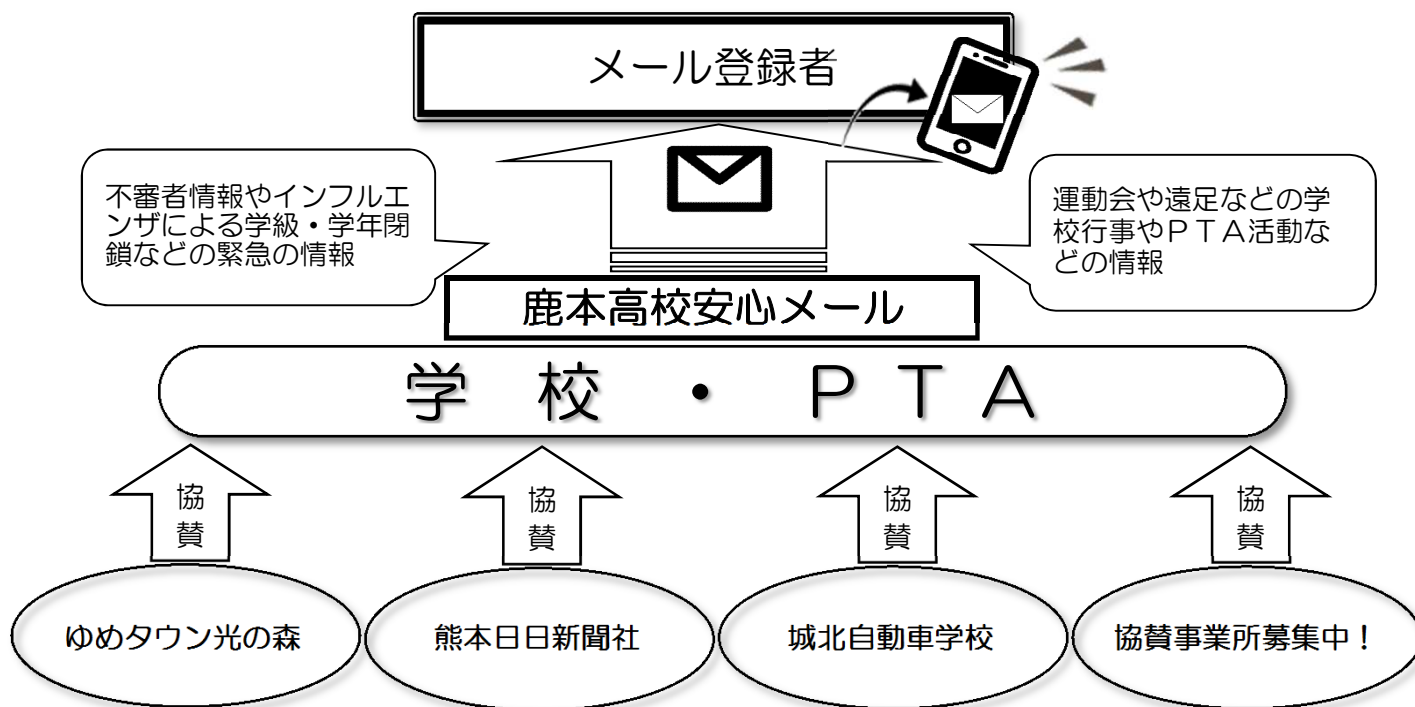 メール登録者
不審者情報やインフルエ
ンザによる学級・学年閉
鎖などの緊急の情報
運動会や遠足などの学
校行事やＰＴＡ活動な
どの情報
鹿本高校安心メール
学校・ＰＴＡ
協
賛
協
賛
協
賛
協
賛
ゆめタウン光の森
熊本日日新聞社
城北自動車学校
協賛事業所募集中！